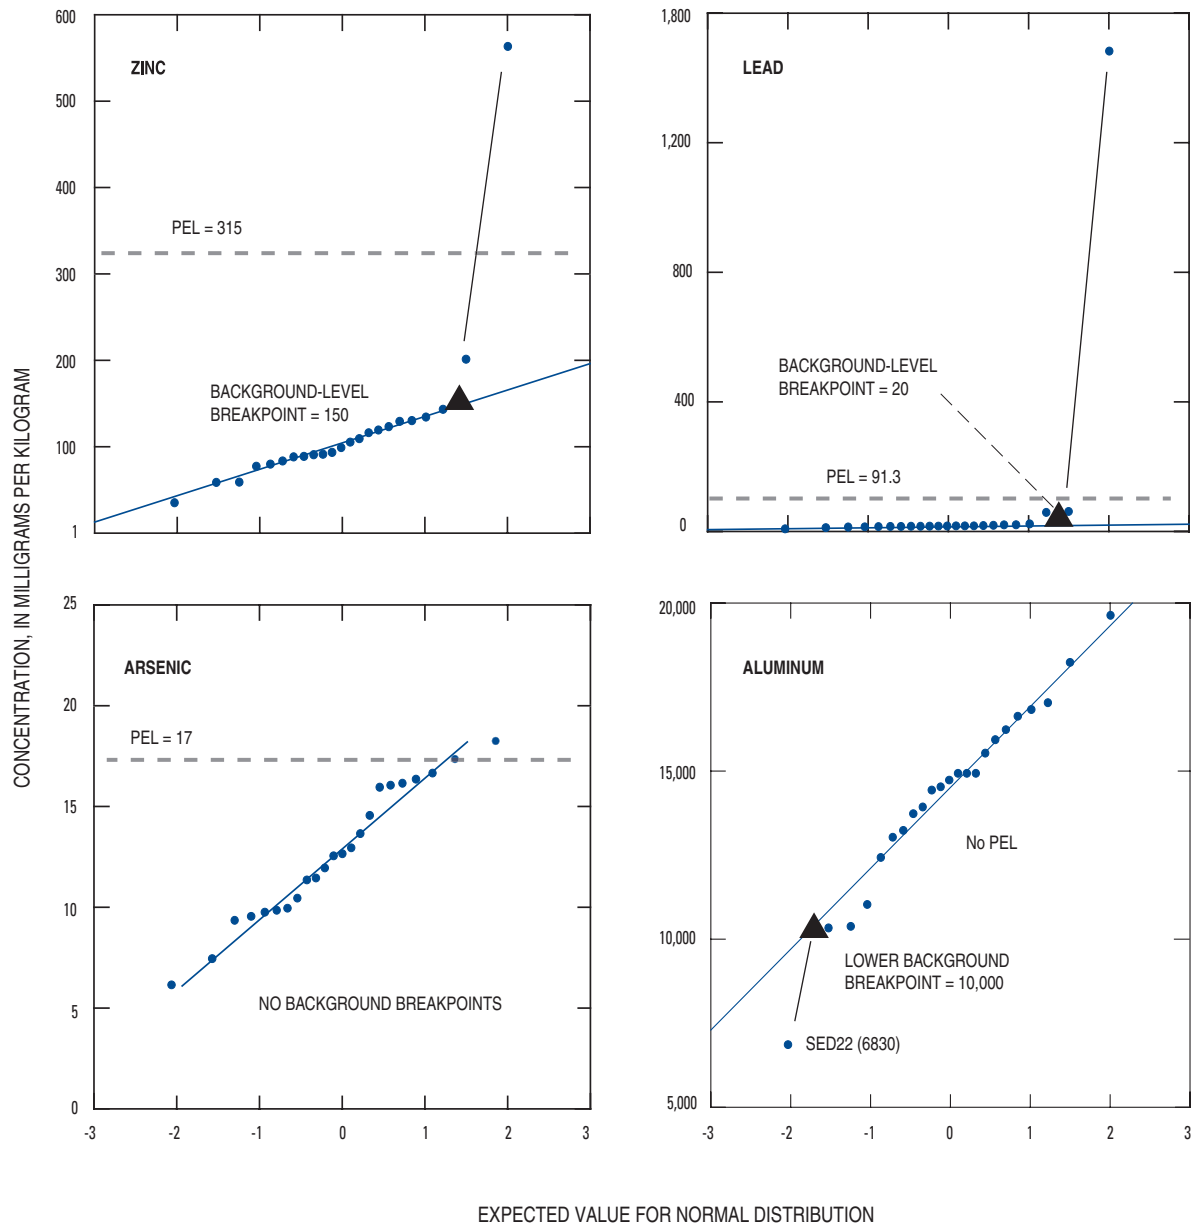 CONCENTRATION, IN MILLIGRAMS PER KILOGRAM
600
500
400
300
200
100
1
ZINC
PEL = 315
BACKGROUND-LEVEL
BREAKPOINT = 150
1,800
1,200
800
400
0
LEAD
BACKGROUND-LEVEL
BREAKPOINT = 20
PEL = 91.3
25
20
15
10
5
0
ARSENIC
PEL = 17
NO BACKGROUND BREAKPOINTS
-3 -2 -1 0 1 2 3
20,000
15,000
10,000
5,000
ALUMINUM
No PEL
LOWER BACKGROUND
BREAKPOINT = 10,000
SED22 (6830)
-3 -2 -1 0 1 2 3
EXPECTED VALUE FOR NORMAL DISTRIBUTION